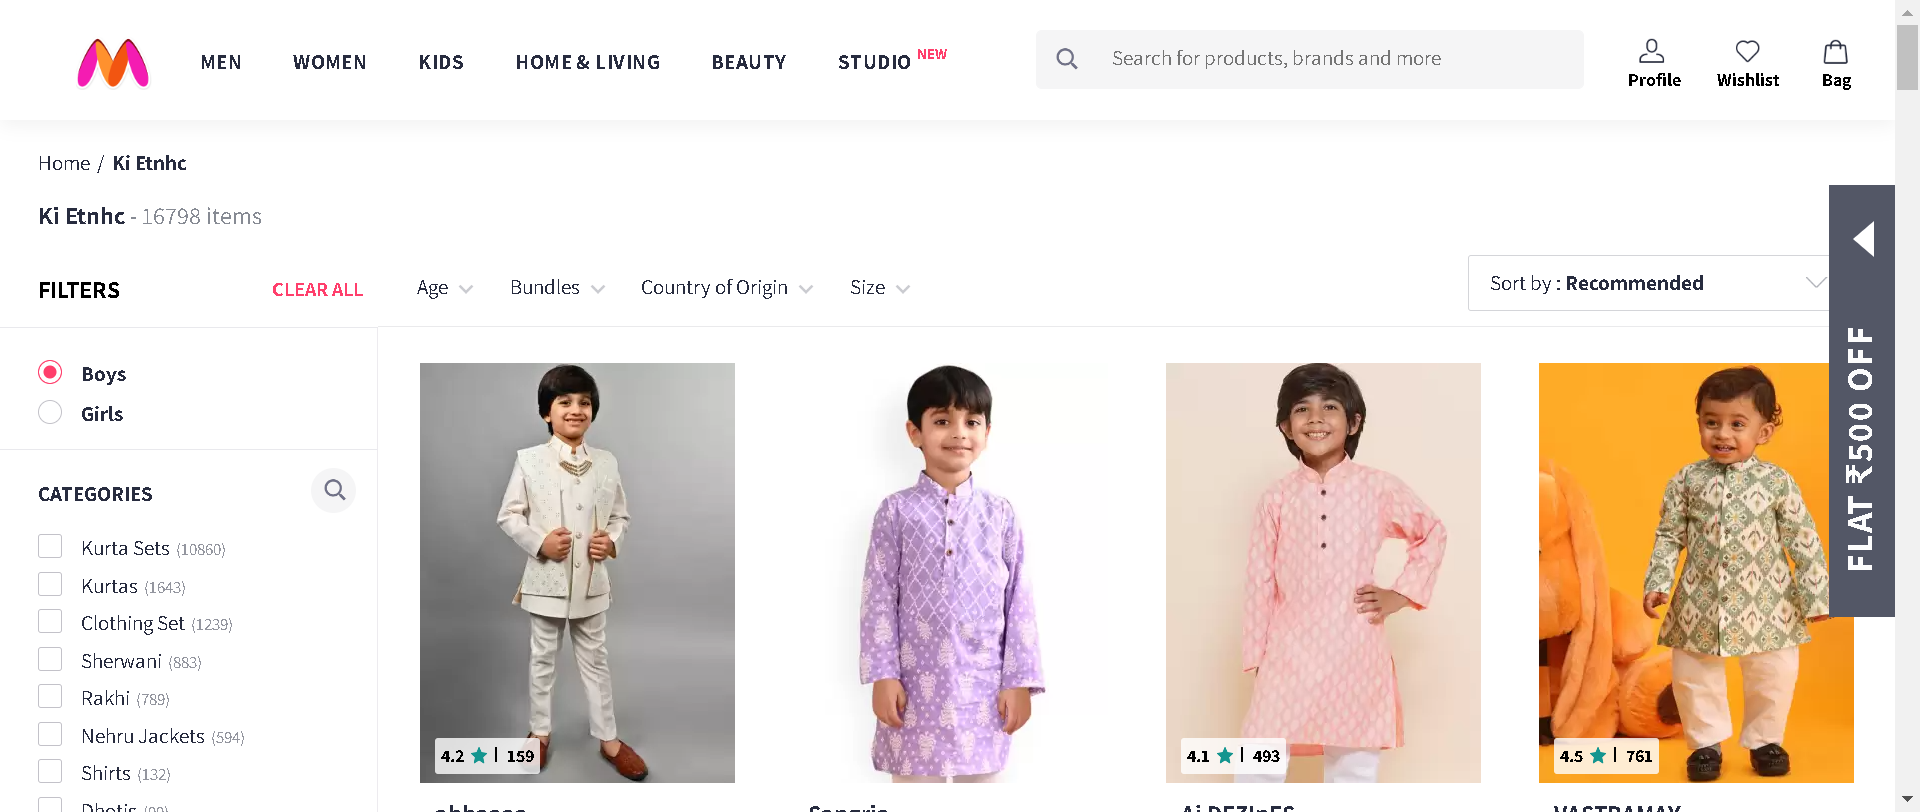 MEN WOMEN KIDS HOME & LIVING BEAUTY STUDIO NEW
Search for products, brands and more
Profile Wishlist Bag
Home / Ki Etnhc
Ki Etnhc - 16798 items
FILTERS CLEAR ALL
Age Bundles Country of Origin Size
Sort by : Recommended
FLAT ₹500 OFF
Boys
Girls
CATEGORIES
Kurta Sets (10860)
Kurtas (1643)
Clothing Set (1239)
Sherwani (883)
Rakhi (789)
Nehru Jackets (594)
Shirts (132)
4.2 | 159
4.1 | 493
4.5 | 761
Sangria
VASTRAMAY